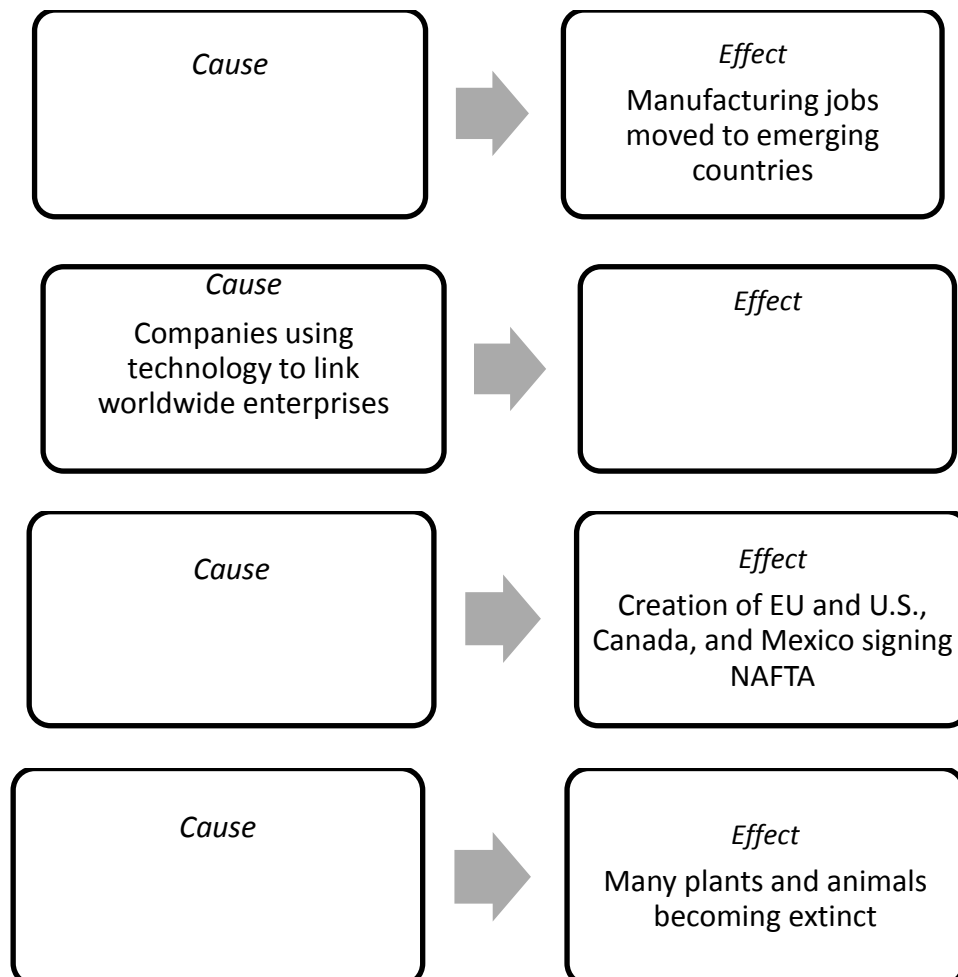 Cause
Effect
Manufacturing jobs
moved to emerging
countries
Cause
Companies using
technology to link
worldwide enterprises
Effect
Cause
Effect
Creation of EU and U.S.,
Canada, and Mexico signing
NAFTA
Cause
Effect
Many plants and animals
becoming extinct